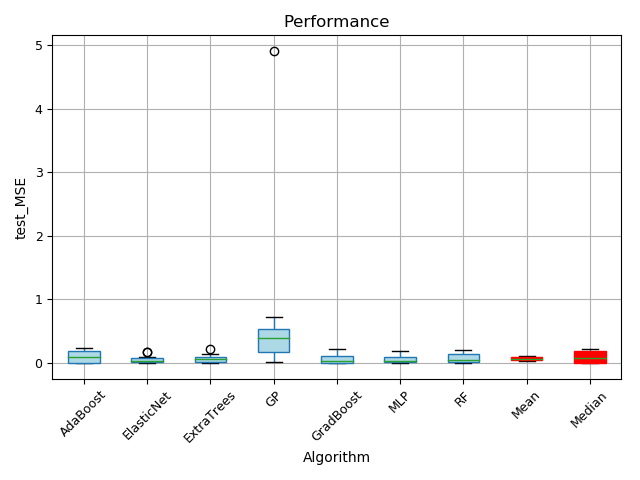 Performance
5
4
3
2
1
0
test_MSE
AdaBoost
ElasticNet
ExtraTrees
GP
GradBoost
MLP
RF
Mean
Median
Algorithm